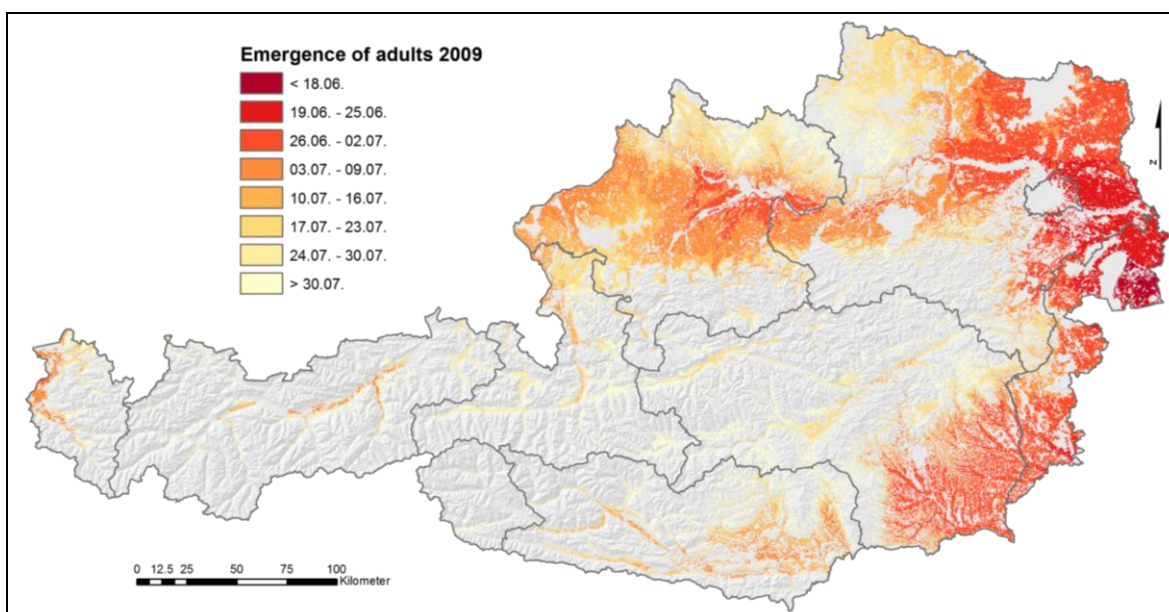 Emergence of adults 2009
< 18.06.
19.06. - 25.06.
26.06. - 02.07.
03.07. - 09.07.
10.07. - 16.07.
17.07. - 23.07.
24.07. - 30.07.
> 30.07.
N
0 12.5 25 50 75 100
Kilometer